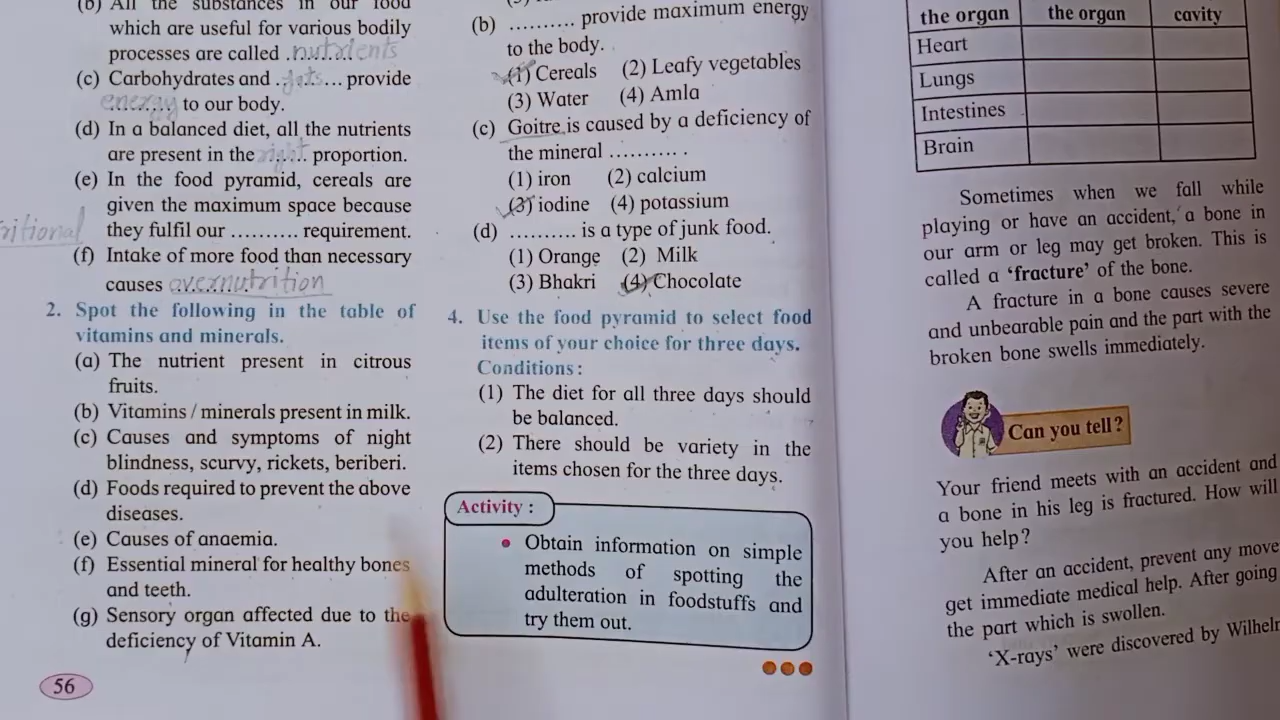 (b) All the substances in our food
which are useful for various bodily
processes are called .nutrients
(c) Carbohydrates and .fats... provide
energy to our body.
(d) In a balanced diet, all the nutrients
are present in the right.. proportion.
(e) In the food pyramid, cereals are
given the maximum space because
they fulfil our .......... requirement.
ritional
(f) Intake of more food than necessary
causes overnutrition
2. Spot the following in the table of
vitamins and minerals.
(a) The nutrient present in citrous
fruits.
(b) Vitamins / minerals present in milk.
(c) Causes and symptoms of night
blindness, scurvy, rickets, beriberi.
(d) Foods required to prevent the above
diseases.
(e) Causes of anaemia.
(f) Essential mineral for healthy bones
and teeth.
(g) Sensory organ affected due to the
deficiency of Vitamin A.
56
(b) .......... provide maximum energy
to the body.
(1) Cereals (2) Leafy vegetables
(3) Water (4) Amla
(c) Goitre is caused by a deficiency of
the mineral .......... .
(1) iron (2) calcium
(3) iodine (4) potassium
(d) .......... is a type of junk food.
(1) Orange (2) Milk
(3) Bhakri (4) Chocolate
4. Use the food pyramid to select food
items of your choice for three days.
Conditions :
(1) The diet for all three days should
be balanced.
(2) There should be variety in the
items chosen for the three days.
Activity :
• Obtain information on simple
methods of spotting the
adulteration in foodstuffs and
try them out.
the organ the organ cavity
Heart
Lungs
Intestines
Brain
Sometimes when we fall while
playing or have an accident, a bone in
our arm or leg may get broken. This is
called a ‘fracture’ of the bone.
A fracture in a bone causes severe
and unbearable pain and the part with the
broken bone swells immediately.
Can you tell?
Your friend meets with an accident and
a bone in his leg is fractured. How will
you help?
After an accident, prevent any move
get immediate medical help. After going
the part which is swollen.
‘X-rays’ were discovered by Wilhelm